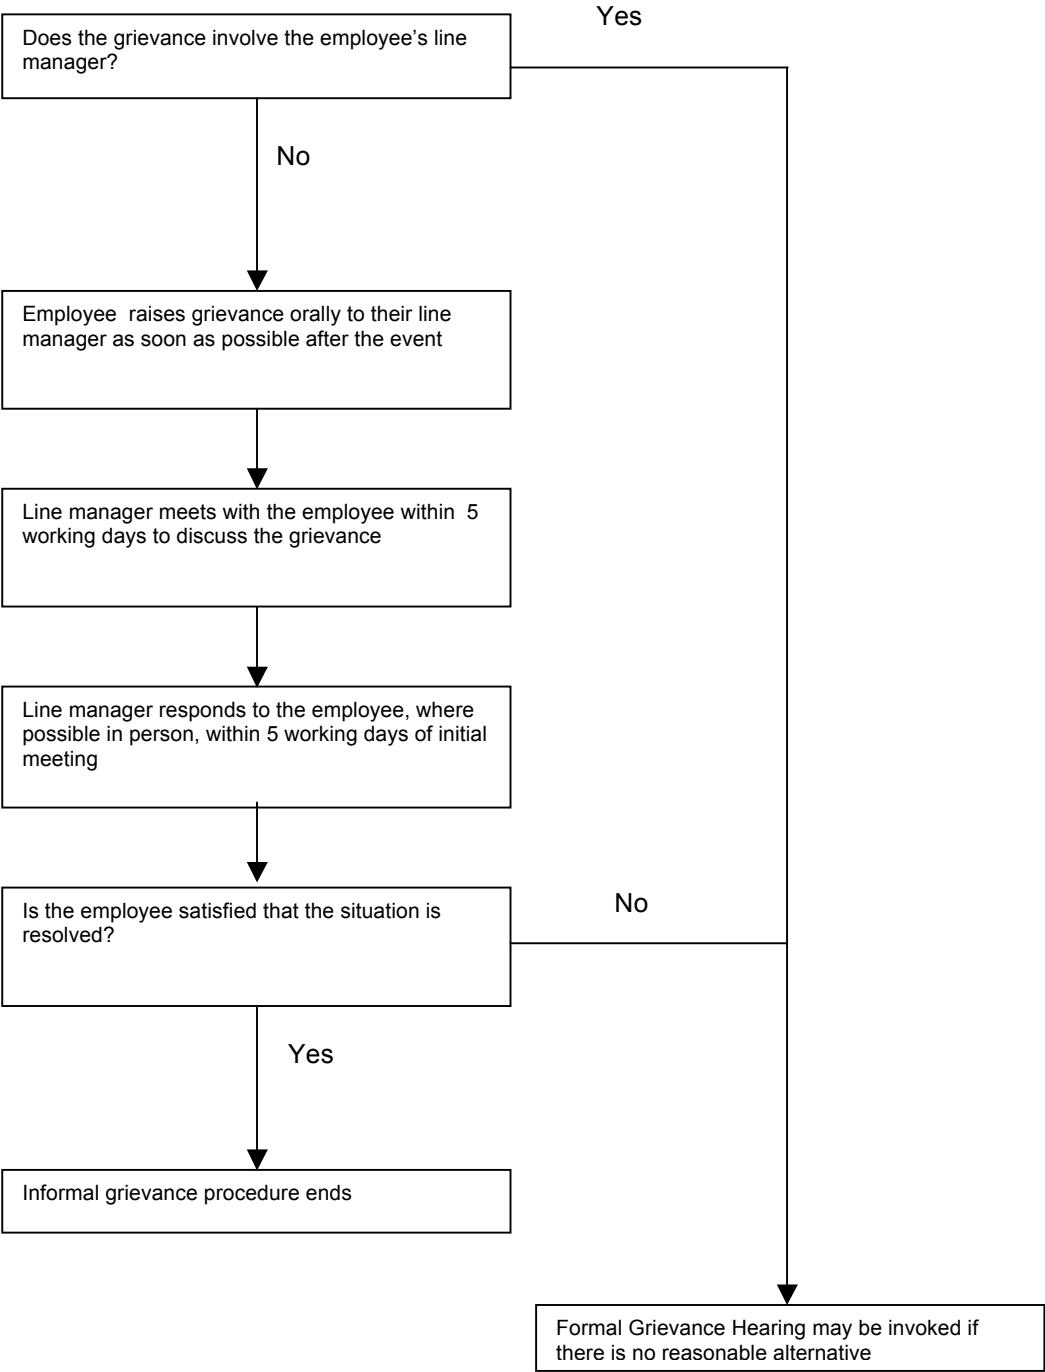 Yes
Does the grievance involve the employee’s line
manager?
No
Employee  raises grievance orally to their line
manager as soon as possible after the event
Line manager meets with the employee within  5
working days to discuss the grievance
Line manager responds to the employee, where
possible in person, within 5 working days of initial
meeting
Is the employee satisfied that the situation is
resolved?
No
Yes
Informal grievance procedure ends
Formal Grievance Hearing may be invoked if
there is no reasonable alternative